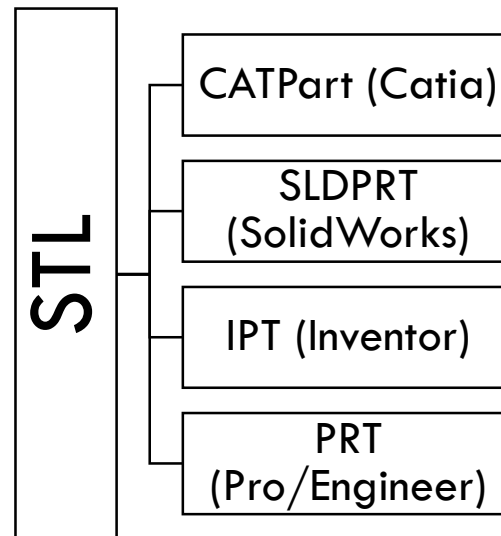 STL
CATPart (Catia)
SLDPRT
(SolidWorks)
IPT (Inventor)
PRT
(Pro/Engineer)